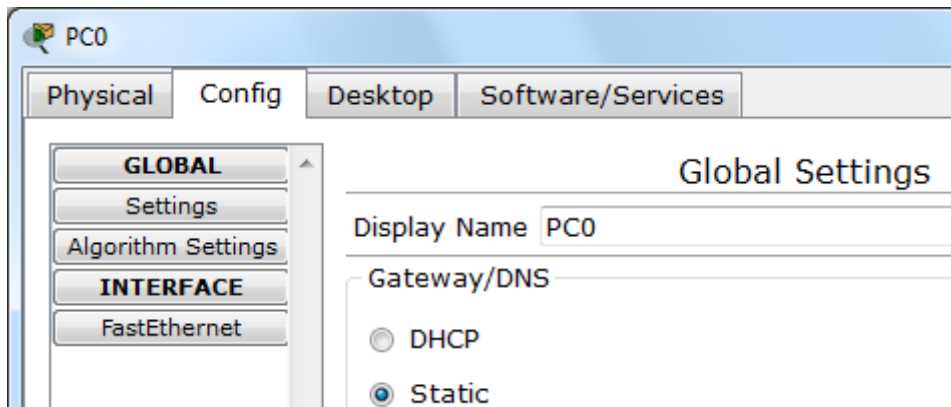 PC0
Physical Config Desktop Software/Services
GLOBAL
Settings
Algorithm Settings
INTERFACE
FastEthernet
Global Settings
Display Name PC0
Gateway/DNS
DHCP
Static